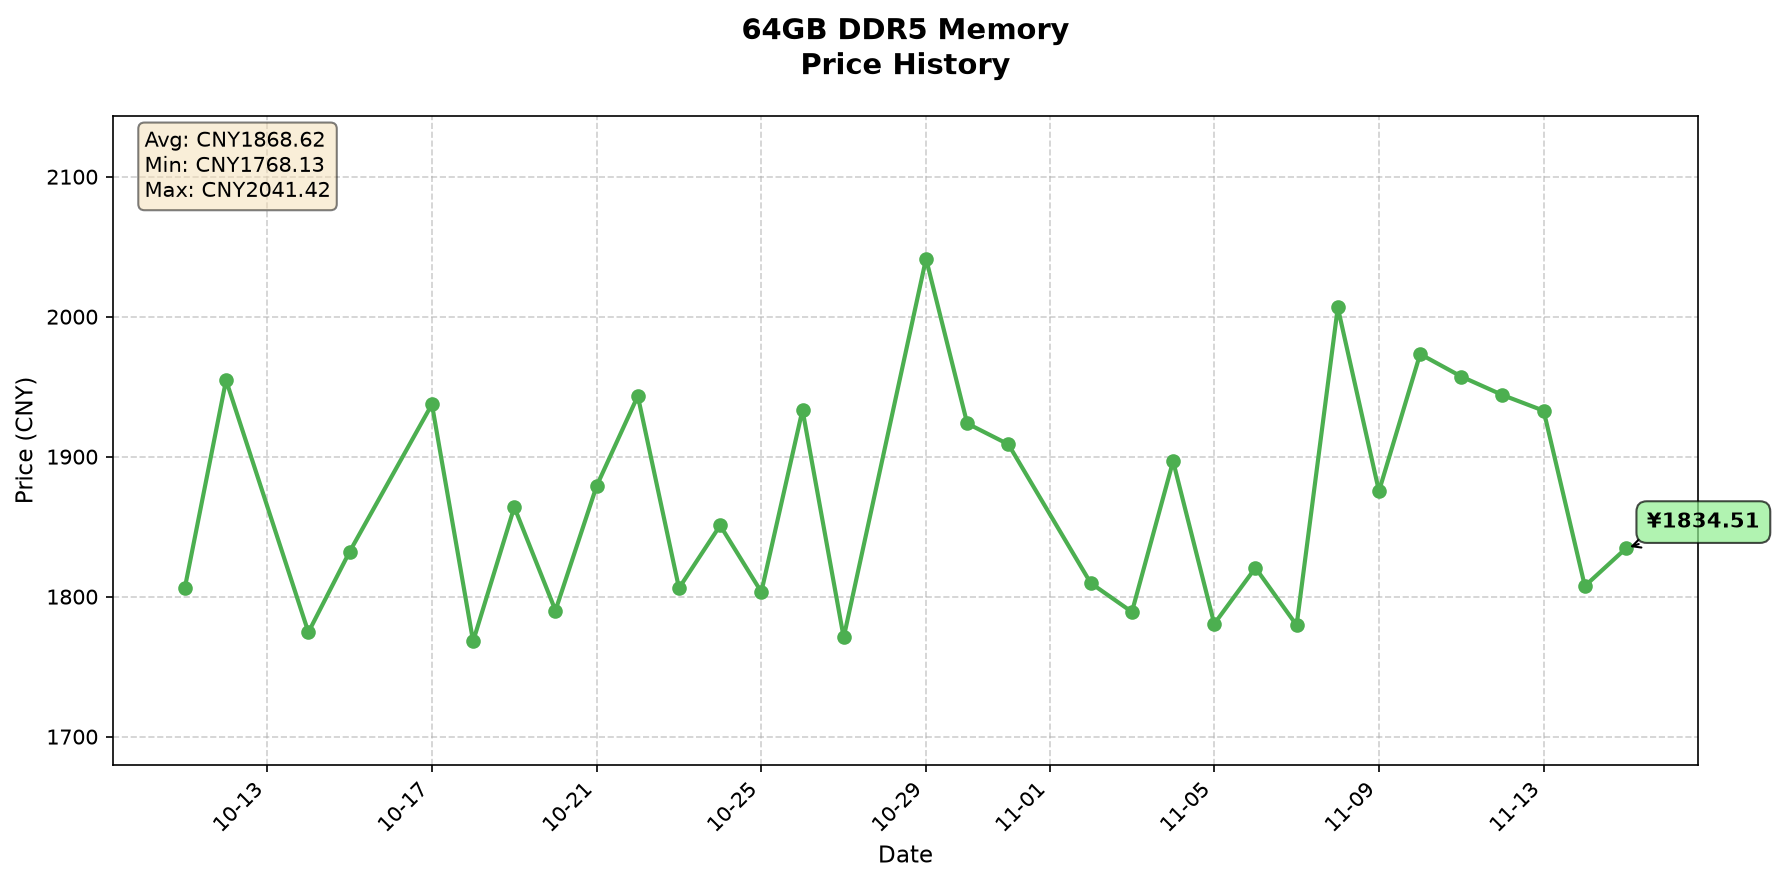 64GB DDR5 Memory
Price History
Avg: CNY1868.62
Min: CNY1768.13
Max: CNY2041.42
2100
2000
1900
1800
1700
Price (CNY)
¥1834.51
10-13
10-17
10-21
10-25
10-29
11-01
11-05
11-09
11-13
Date